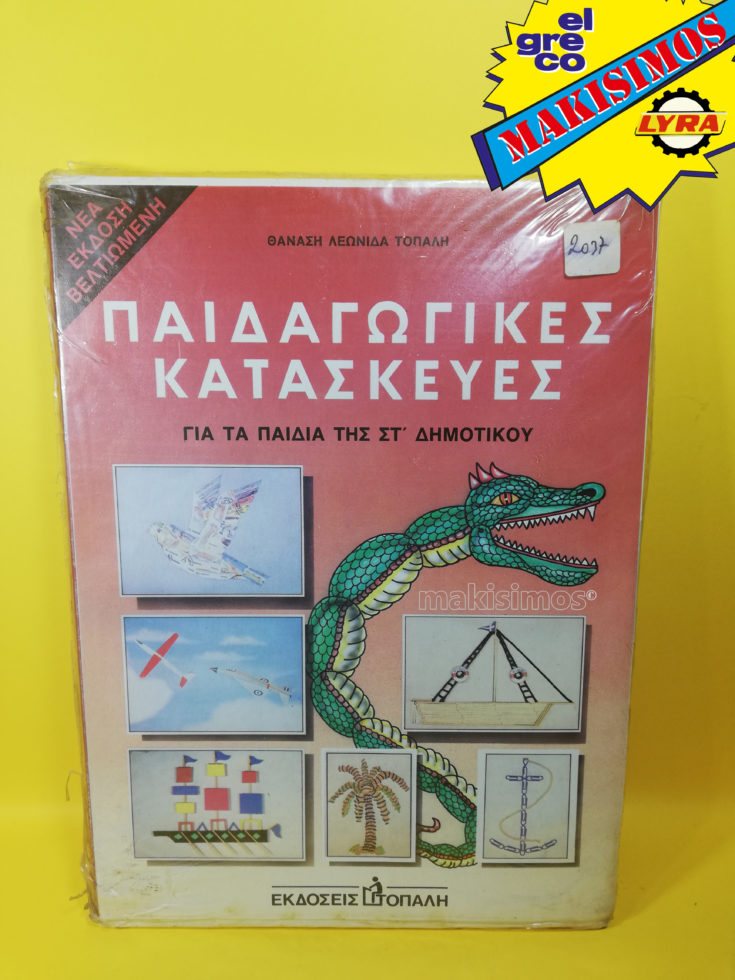 el
greco
MAKISIMOS
LYRA
ΝΕΑ
ΕΚΔΟΣΗ
ΒΕΛΤΙΩΜΕΝΗ
ΘΑΝΑΣΗ ΛΕΩΝΙΔΑ ΤΟΠΑΛΗ
2037
ΠΑΙΔΑΓΩΓΙΚΕΣ
ΚΑΤΑΣΚΕΥΕΣ
ΓΙΑ ΤΑ ΠΑΙΔΙΑ ΤΗΣ ΣΤ΄ ΔΗΜΟΤΙΚΟΥ
makisimos©
ΕΚΔΟΣΕΙΣ ΤΟΠΑΛΗ